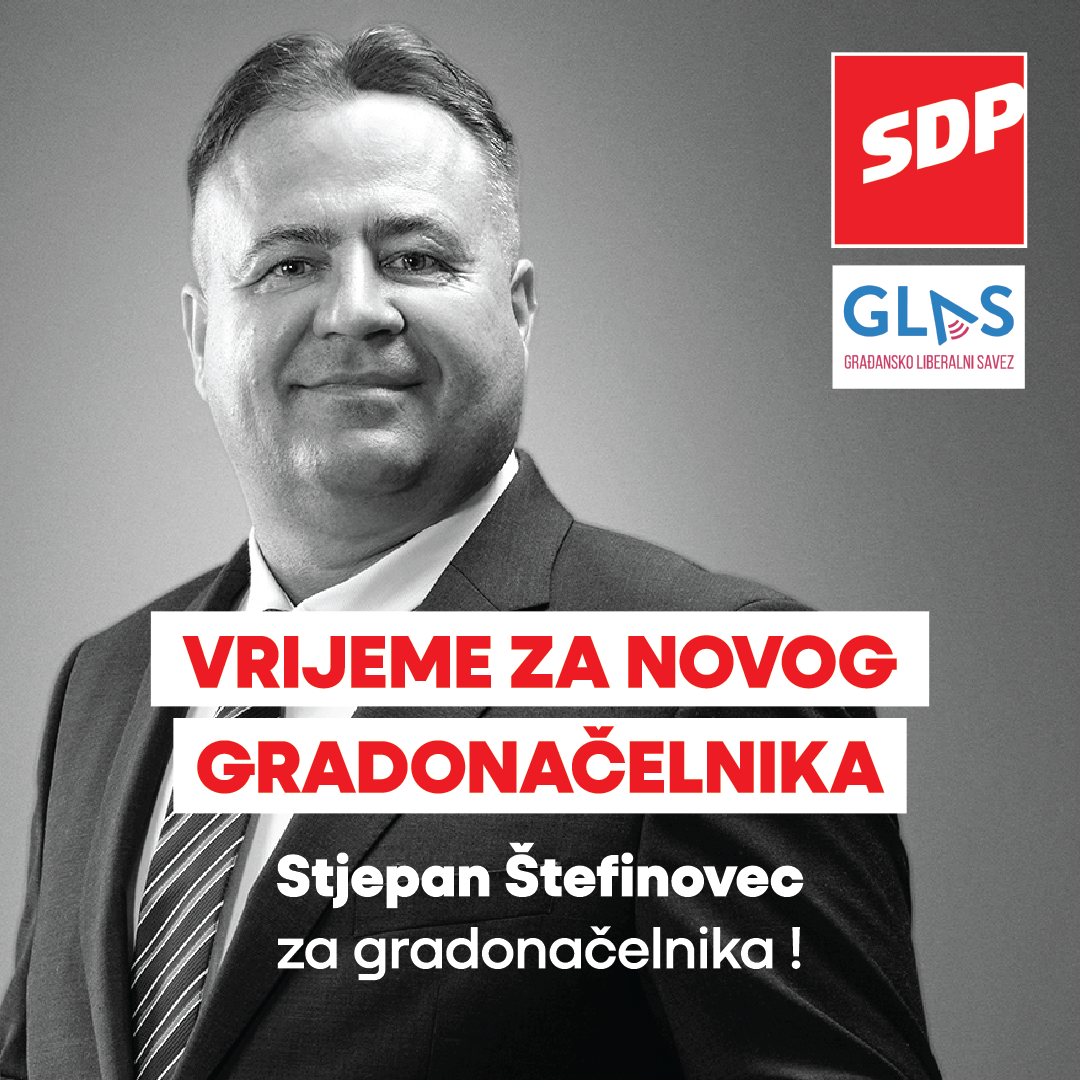 SDP
GLAS
GRAĐANSKO LIBERALNI SAVEZ
VRIJEME ZA NOVOG
GRADONAČELNIKA
Stjepan Štefinovec
za gradonačelnika !